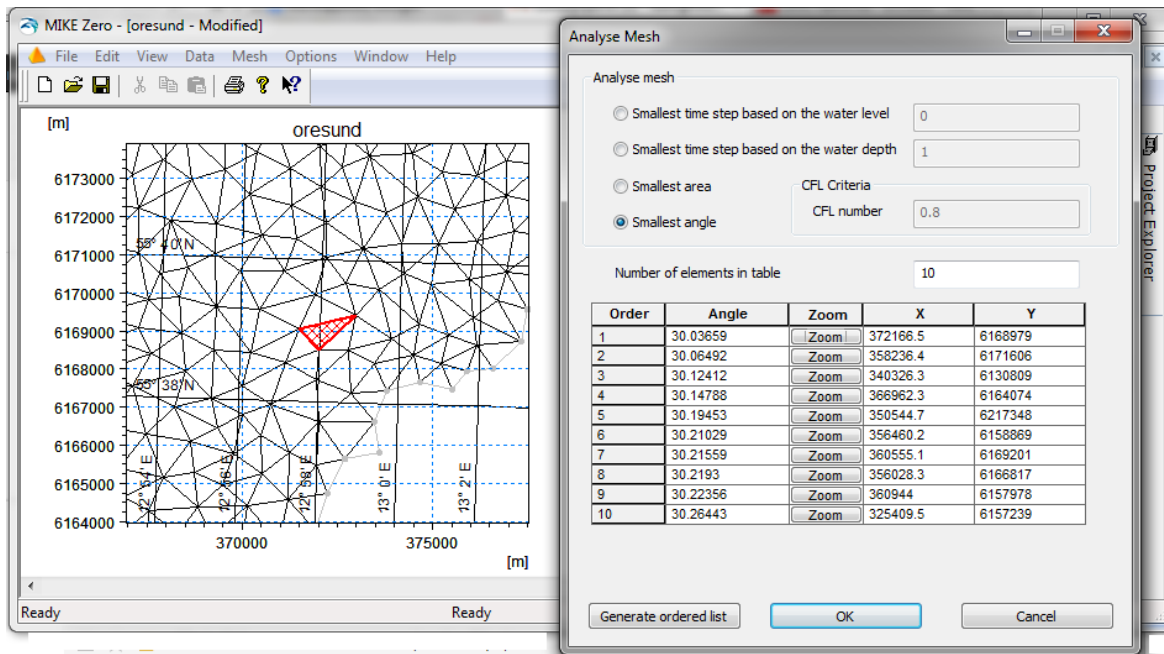 MIKE Zero - [oresund - Modified]
File Edit View Data Mesh Options Window Help
[m]
oresund
6173000
6172000
55° 40'N
6171000
6170000
6169000
6168000
55° 38'N
6167000
6166000
6165000
6164000
12° 54' E
12° 56' E
12° 58' E
13° 0' E
13° 2' E
370000 375000
[m]
Ready Ready
Project Explorer
Analyse Mesh
Analyse mesh
Smallest time step based on the water level 0
Smallest time step based on the water depth 1
Smallest area
CFL Criteria
Smallest angle
CFL number 0.8
Number of elements in table 10
Order Angle Zoom X Y
1 30.03659 Zoom 372166.5 6168979
2 30.06492 Zoom 358236.4 6171606
3 30.12412 Zoom 340326.3 6130809
4 30.14788 Zoom 366962.3 6164074
5 30.19453 Zoom 350544.7 6217348
6 30.21029 Zoom 356460.2 6158869
7 30.21559 Zoom 360555.1 6169201
8 30.2193 Zoom 356028.3 6166817
9 30.22356 Zoom 360944 6157978
10 30.26443 Zoom 325409.5 6157239
Generate ordered list OK Cancel